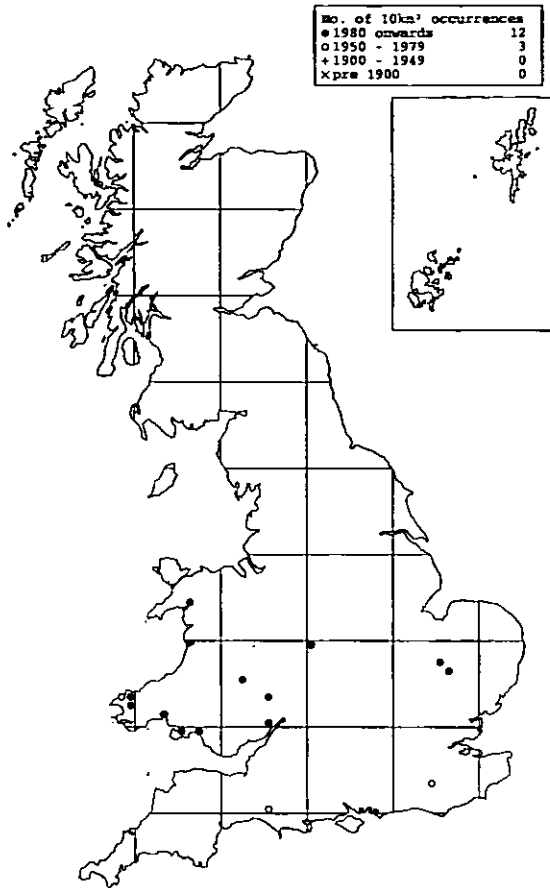 No. of 10km² occurrences
● 1980 onwards 12
○ 1950 - 1979 3
+ 1900 - 1949 0
× pre 1900 0